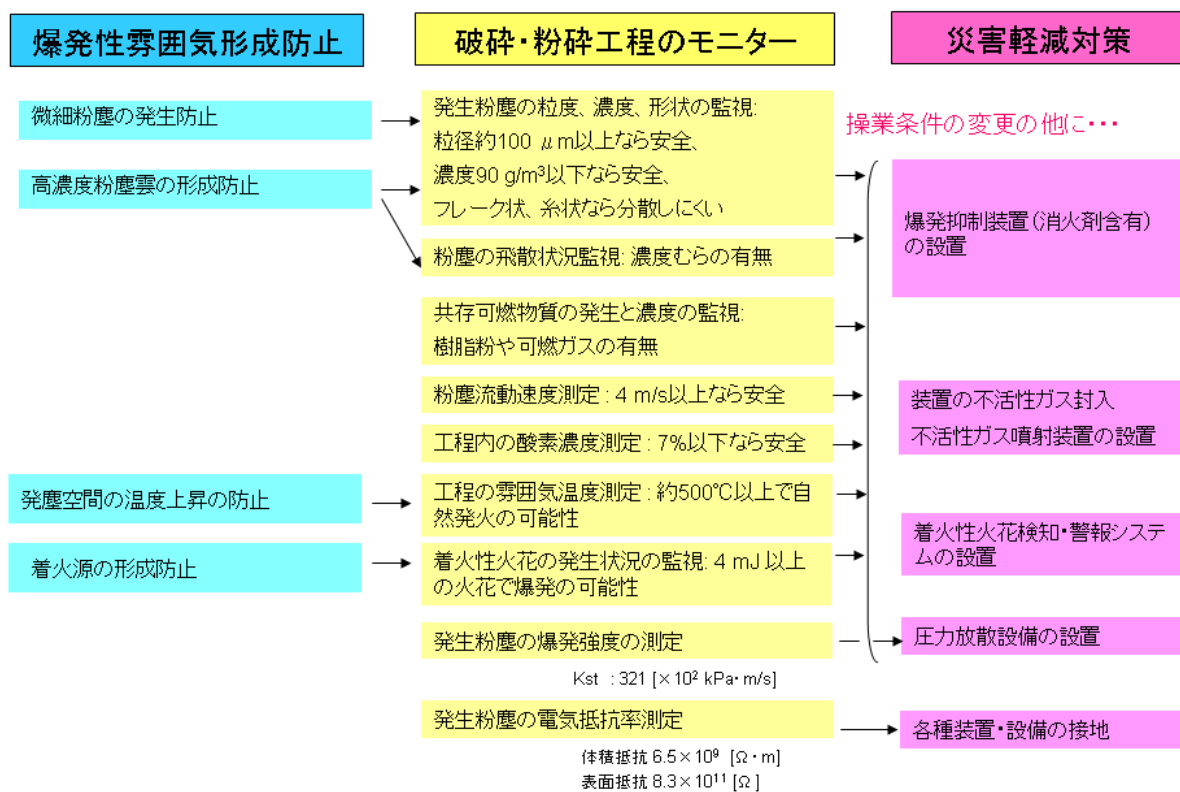 爆発性雰囲気形成防止
微細粉塵の発生防止
高濃度粉塵雲の形成防止
発塵空間の温度上昇の防止
着火源の形成防止
破砕・粉砕工程のモニター
発生粉塵の粒度、濃度、形状の監視:
粒径約100 μm以上なら安全、
濃度90 g/m³以下なら安全、
フレーク状、糸状なら分散しにくい
粉塵の飛散状況監視: 濃度むらの有無
共存可燃物質の発生と濃度の監視:
樹脂粉や可燃ガスの有無
粉塵流動速度測定 : 4 m/s以上なら安全
工程内の酸素濃度測定 : 7%以下なら安全
工程の雰囲気温度測定 : 約500℃以上で自
然発火の可能性
着火性火花の発生状況の監視: 4 mJ 以上
の火花で爆発の可能性
発生粉塵の爆発強度の測定
Kst : 321 [×10² kPa・m/s]
発生粉塵の電気抵抗率測定
体積抵抗 6.5×10⁹ [Ω・m]
表面抵抗 8.3×10¹¹ [Ω]
災害軽減対策
操業条件の変更の他に・・・
爆発抑制装置(消火剤含有)
の設置
装置の不活性ガス封入
不活性ガス噴射装置の設置
着火性火花検知・警報システ
ムの設置
圧力放散設備の設置
各種装置・設備の接地